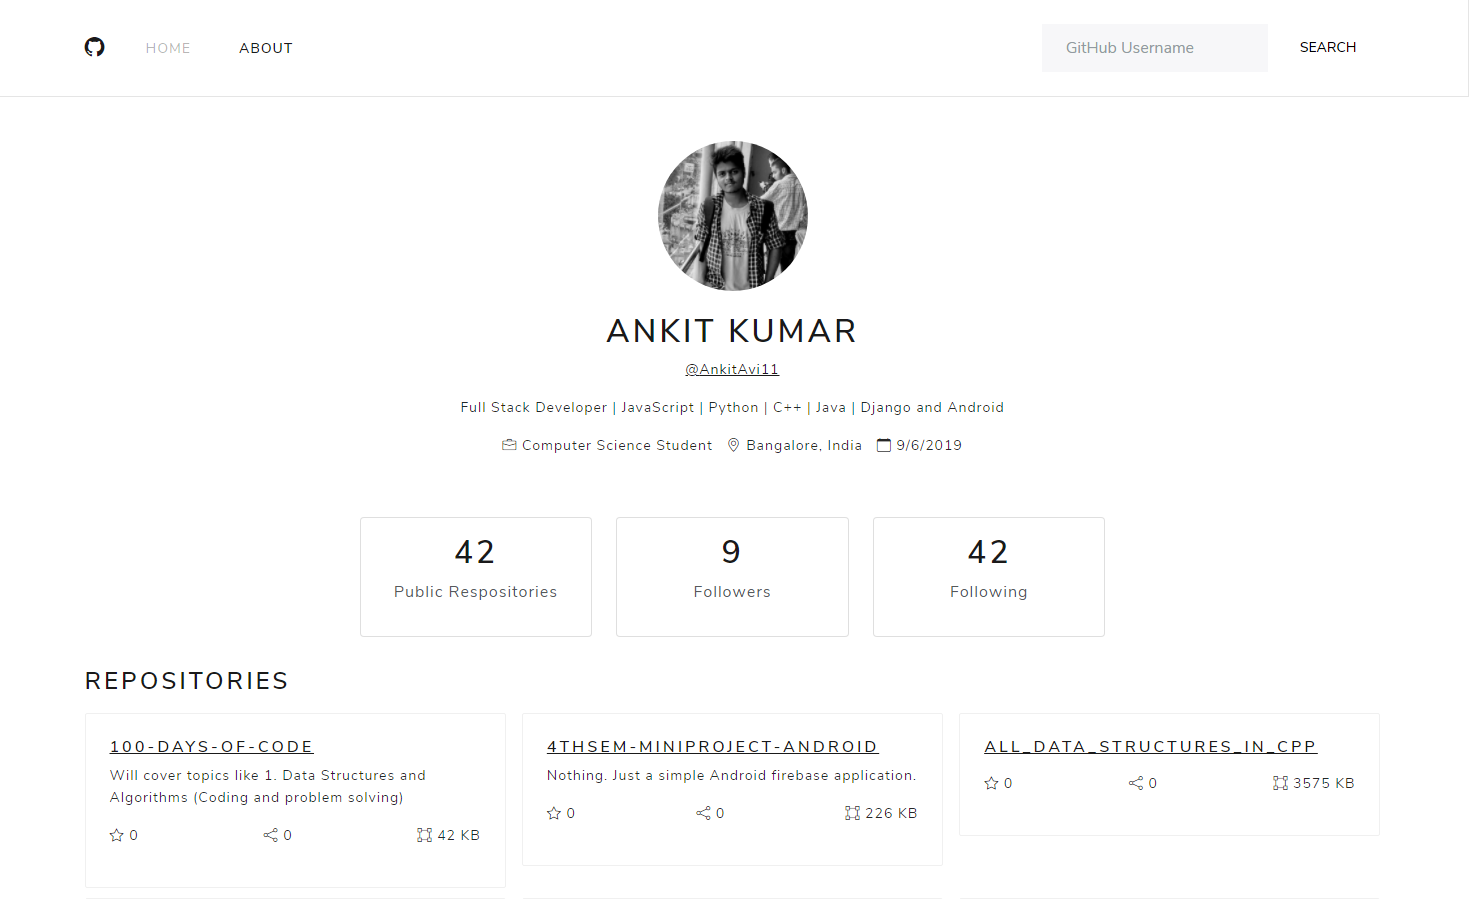 HOME ABOUT GitHub Username SEARCH
ANKIT KUMAR
@AnkitAvi11
Full Stack Developer | JavaScript | Python | C++ | Java | Django and Android
Computer Science Student Bangalore, India 9/6/2019
42 9 42
Public Respositories Followers Following
REPOSITORIES
100-DAYS-OF-CODE
Will cover topics like 1. Data Structures and
Algorithms (Coding and problem solving)
0 0 42 KB
4THSEM-MINIPROJECT-ANDROID
Nothing. Just a simple Android firebase application.
0 0 226 KB
ALL_DATA_STRUCTURES_IN_CPP
0 0 3575 KB